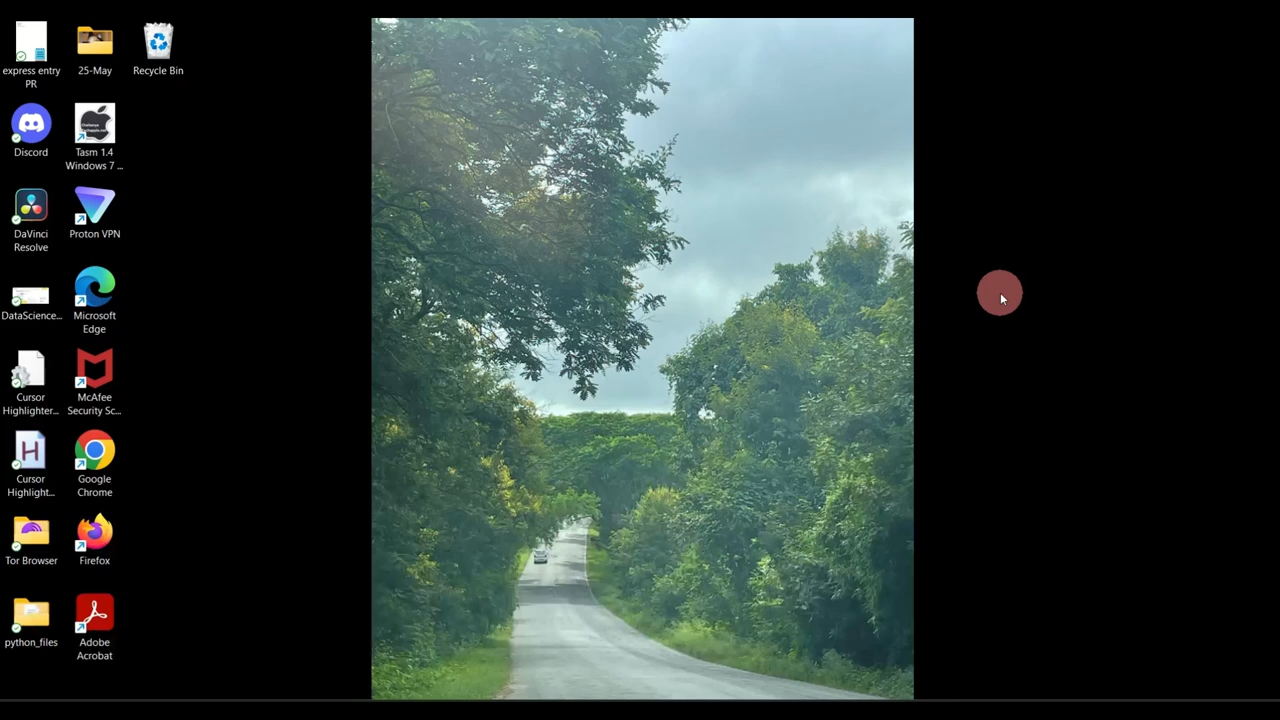 express entry
PR
25-May
Recycle Bin
Discord
Tasm 1.4
Windows 7 ...
DaVinci
Resolve
Proton VPN
DataScience...
Microsoft
Edge
Cursor
Highlighter...
McAfee
Security Sc...
Cursor
Highlight...
Google
Chrome
Tor Browser
Firefox
python_files
Adobe
Acrobat